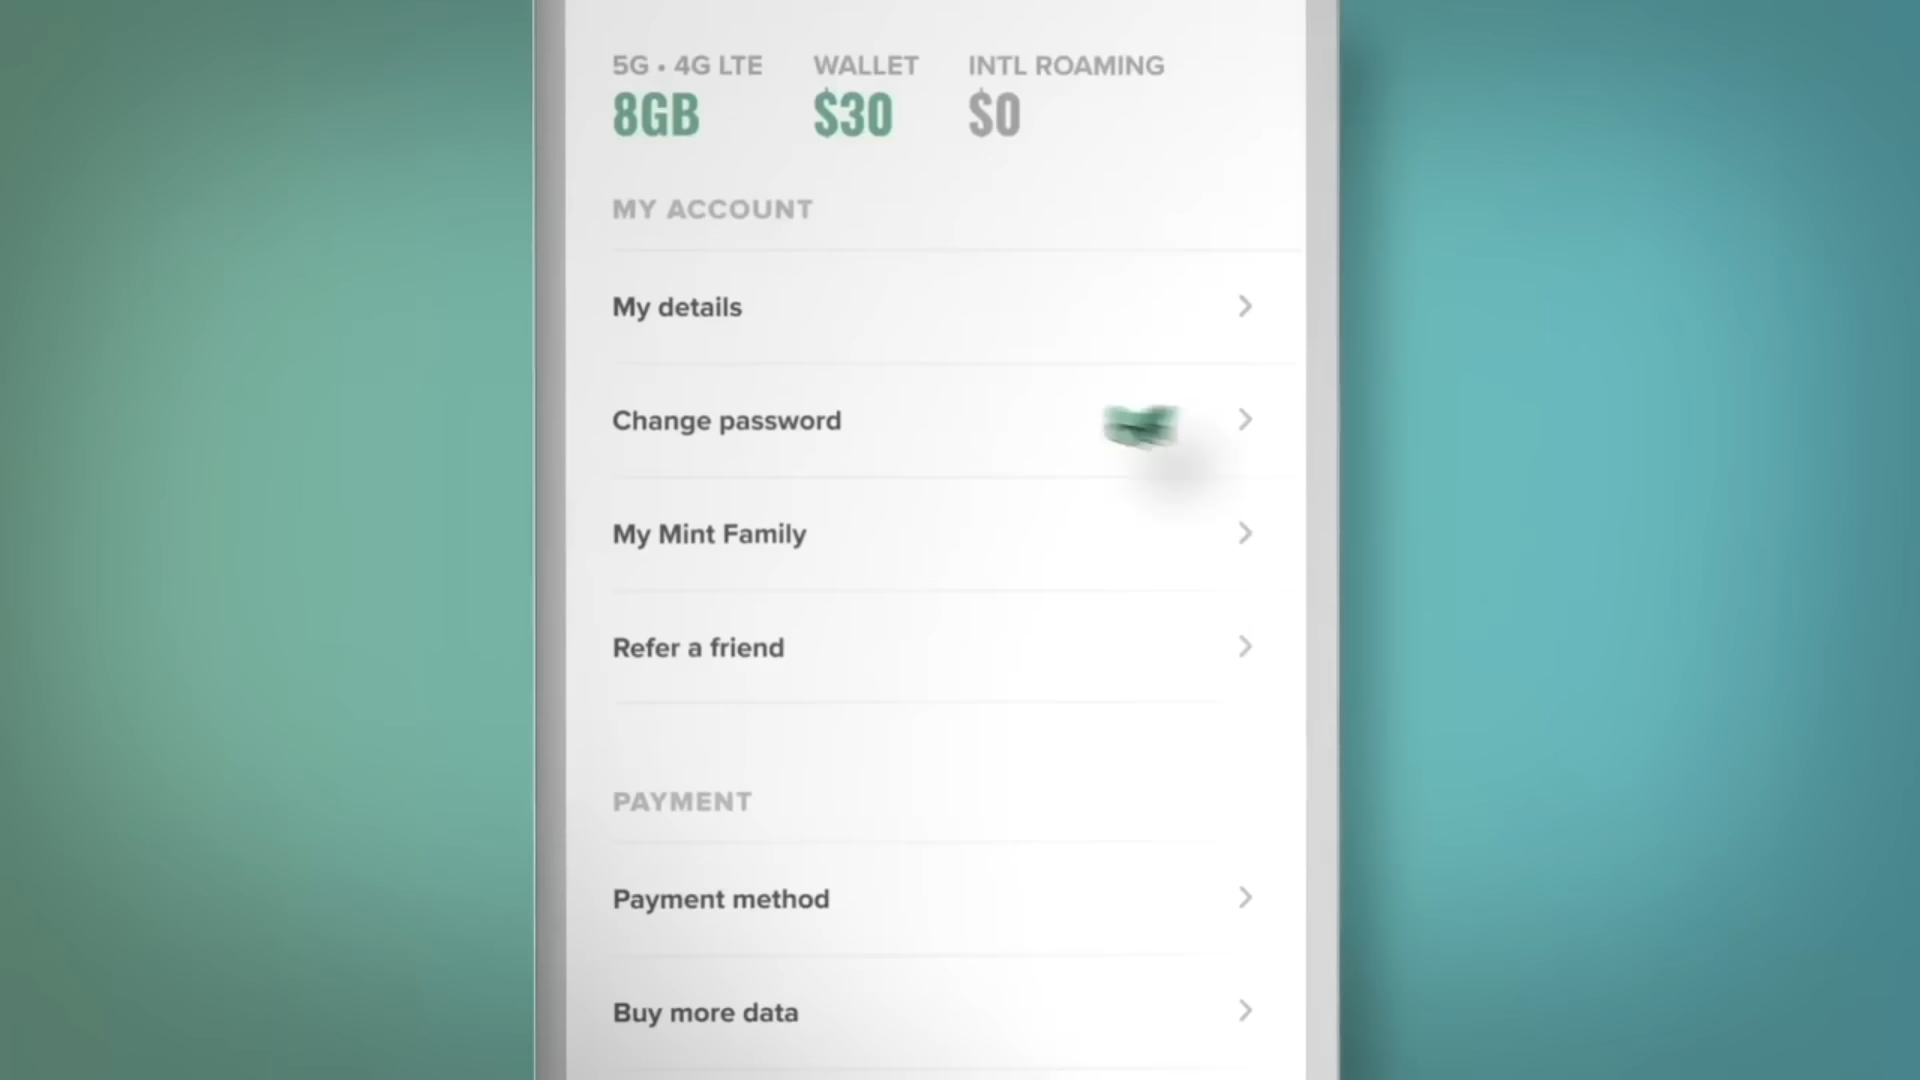 5G • 4G LTE WALLET INTL ROAMING
8GB $30 $0
MY ACCOUNT
My details
Change password
My Mint Family
Refer a friend
PAYMENT
Payment method
Buy more data